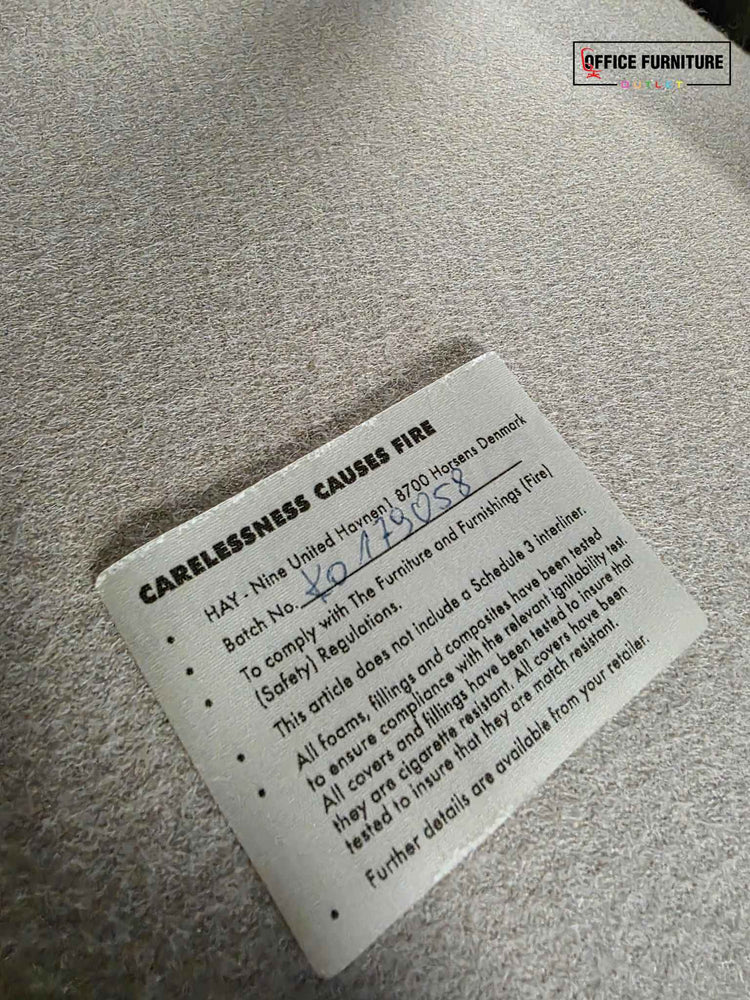 OFFICE FURNITURE
OUTLET
CARELESSNESS CAUSES FIRE
• HAY - Nine United Havnen1 8700 Horsens Denmark
• Batch No. KO179058
• To comply with The Furniture and Furnishings (Fire)
(Safety) Regulations.
• This article does not include a Schedule 3 interliner.
• All foams, fillings and composites have been tested
to ensure compliance with the relevant ignitability test.
All covers and fillings have been tested to insure that
they are cigarette resistant. All covers have been
tested to insure that they are match resistant.
• Further details are available from your retailer.